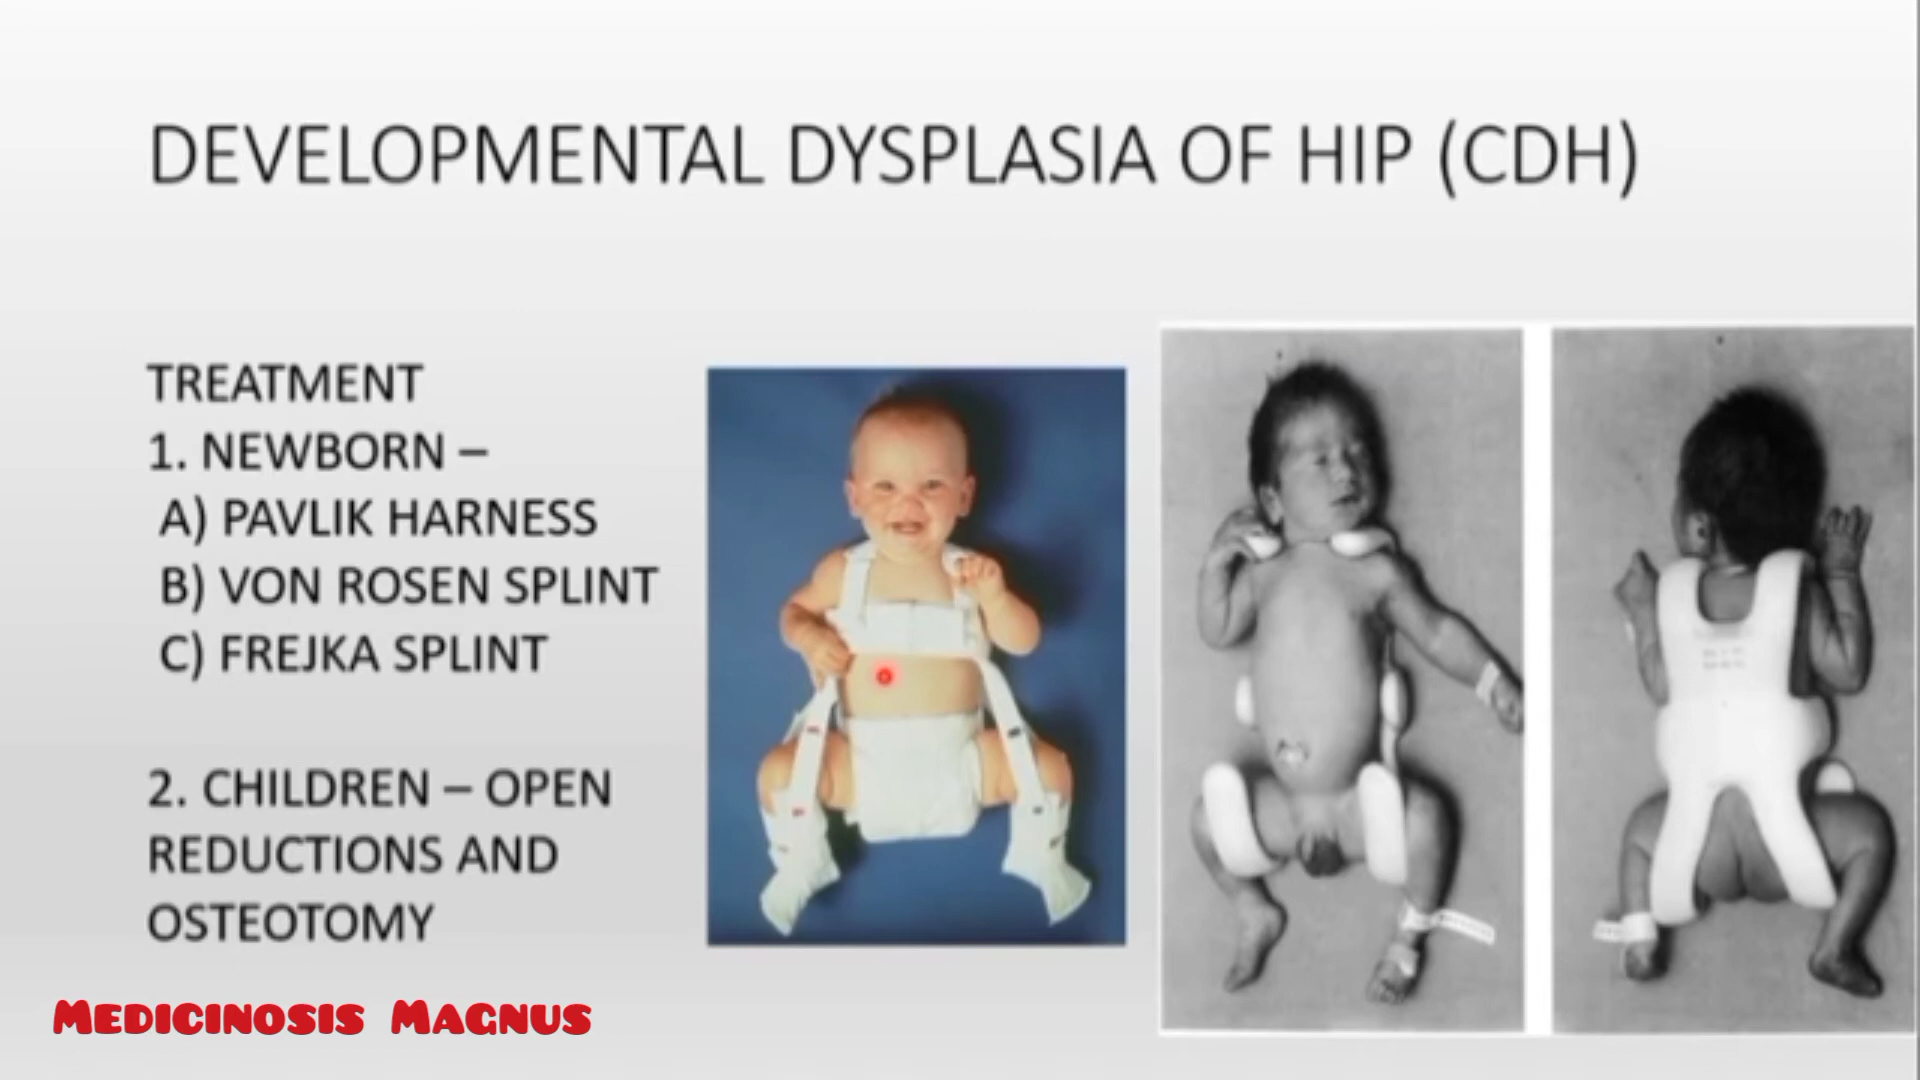 DEVELOPMENTAL DYSPLASIA OF HIP (CDH)
TREATMENT
1. NEWBORN –
A) PAVLIK HARNESS
B) VON ROSEN SPLINT
C) FREJKA SPLINT
2. CHILDREN – OPEN
REDUCTIONS AND
OSTEOTOMY
MEDICINOSIS MAGNUS